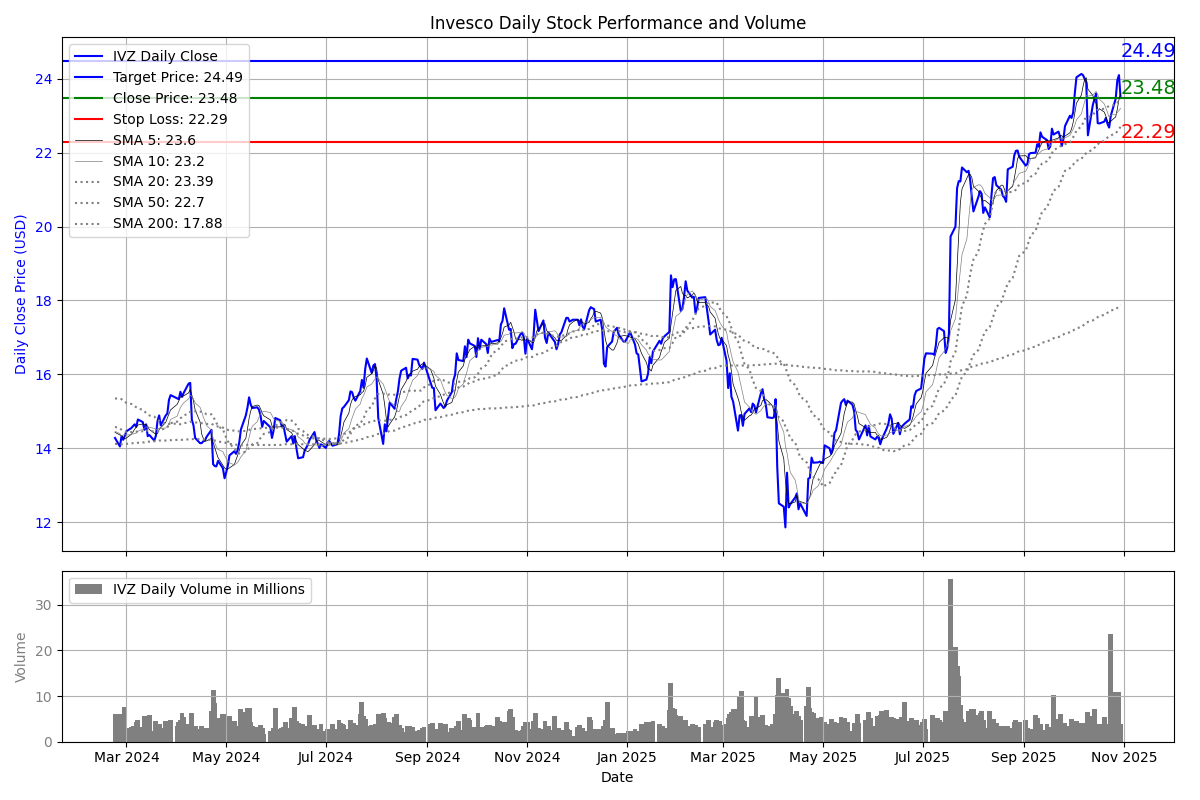 Invesco Daily Stock Performance and Volume
IVZ Daily Close
Target Price: 24.49
Close Price: 23.48
Stop Loss: 22.29
SMA 5: 23.6
SMA 10: 23.2
SMA 20: 23.39
SMA 50: 22.7
SMA 200: 17.88
24.49
23.48
22.29
Daily Close Price (USD)
24
22
20
18
16
14
12
IVZ Daily Volume in Millions
Volume
30
20
10
0
Mar 2024 May 2024 Jul 2024 Sep 2024 Nov 2024 Jan 2025 Mar 2025 May 2025 Jul 2025 Sep 2025 Nov 2025
Date